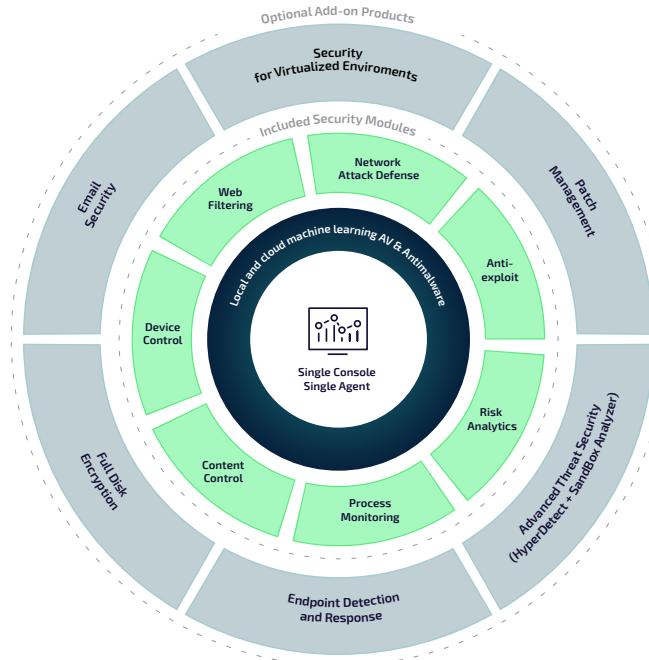 Optional Add-on Products
Security
for Virtualized Enviroments
Patch
Management
Advanced Threat Security
(HyperDetect + SandBox Analyzer)
Endpoint Detection
and Response
Full Disk
Encryption
Email
Security
Included Security Modules
Network
Attack Defense
Anti-
exploit
Risk
Analytics
Process
Monitoring
Content
Control
Device
Control
Web
Filtering
Local and cloud machine learning AV & Antimalware
Single Console
Single Agent